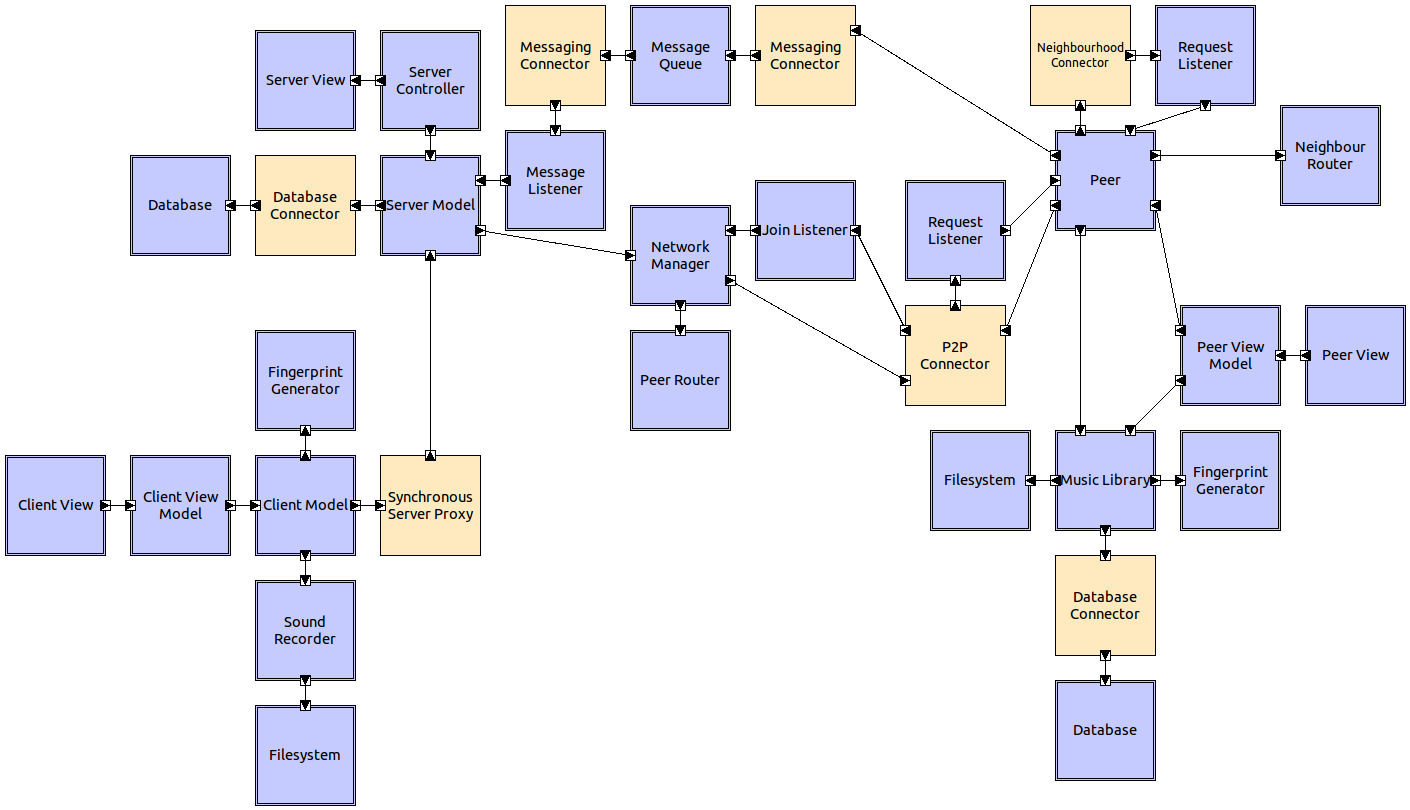 Messaging
Connector
Message
Queue
Messaging
Connector
Neighbourhood
Connector
Request
Listener
Server View
Server
Controller
Neighbour
Router
Database
Database
Connector
Server Model
Message
Listener
Peer
Network
Manager
Join Listener
Request
Listener
Fingerprint
Generator
Peer Router
P2P
Connector
Peer View
Model
Peer View
Client View
Client View
Model
Client Model
Synchronous
Server Proxy
Filesystem
Music Library
Fingerprint
Generator
Sound
Recorder
Database
Connector
Filesystem
Database